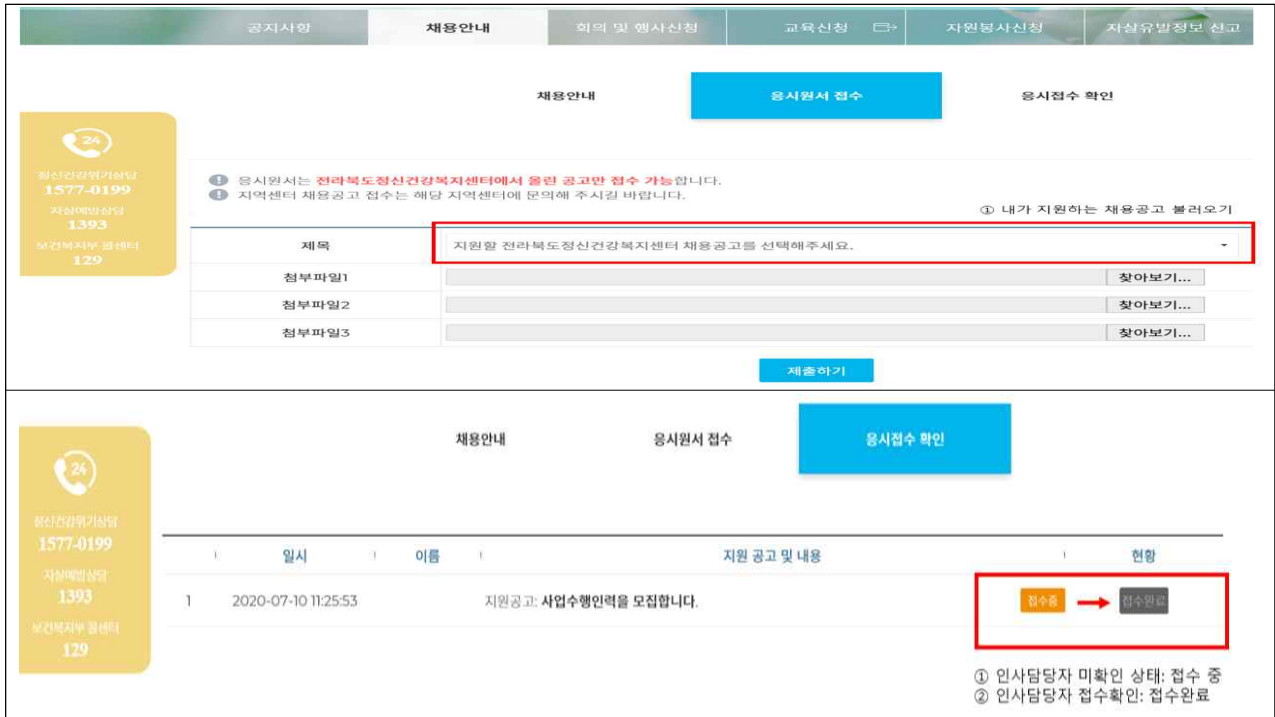 공지사항 채용안내 회의 및 행사신청 교육신청 자원봉사신청 자살유발정보 신고
채용안내 응시원서 접수 응시접수 확인
24
정신건강위기상담
1577-0199
자살예방상담
1393
보건복지부 콜센터
129
응시원서는 전라북도정신건강복지센터에서 올린 공고만 접수 가능합니다.
지역센터 채용공고 접수는 해당 지역센터에 문의해 주시길 바랍니다.
① 내가 지원하는 채용공고 불러오기
제목 지원할 전라북도정신건강복지센터 채용공고를 선택해주세요.
첨부파일1 찾아보기...
첨부파일2 찾아보기...
첨부파일3 찾아보기...
제출하기
채용안내 응시원서 접수 응시접수 확인
24
정신건강위기상담
1577-0199
자살예방상담
1393
보건복지부 콜센터
129
일시 이름 지원 공고 및 내용 현황
1 2020-07-10 11:25:53 지원공고: 사업수행인력을 모집합니다. 접수중 접수완료
① 인사담당자 미확인 상태: 접수 중
② 인사담당자 접수확인: 접수완료